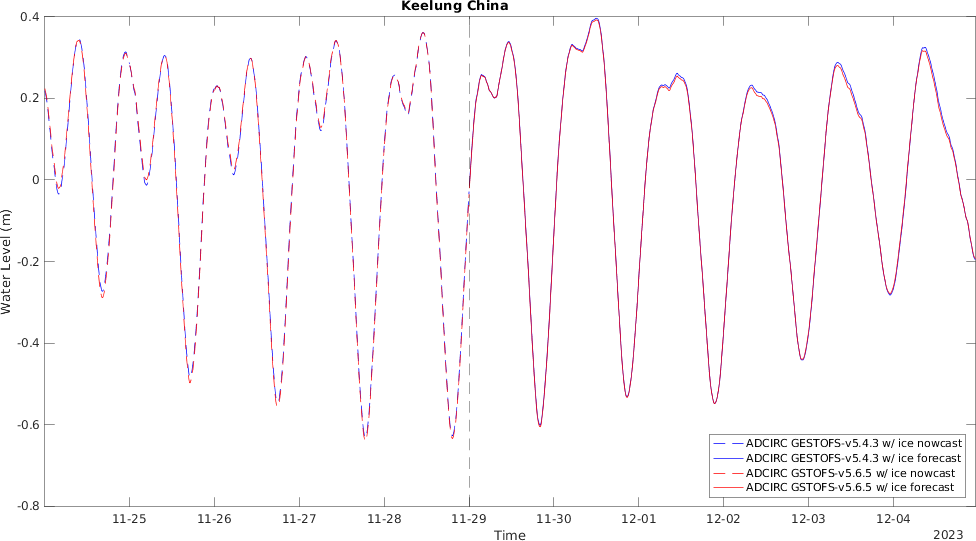 Keelung China
0.4
0.2
0
-0.2
-0.4
-0.6
-0.8
Water Level (m)
ADCIRC GESTOFS-v5.4.3 w/ ice nowcast
ADCIRC GESTOFS-v5.4.3 w/ ice forecast
ADCIRC GSTOFS-v5.6.5 w/ ice nowcast
ADCIRC GSTOFS-v5.6.5 w/ ice forecast
11-25 11-26 11-27 11-28 11-29 11-30 12-01 12-02 12-03 12-04
Time
2023